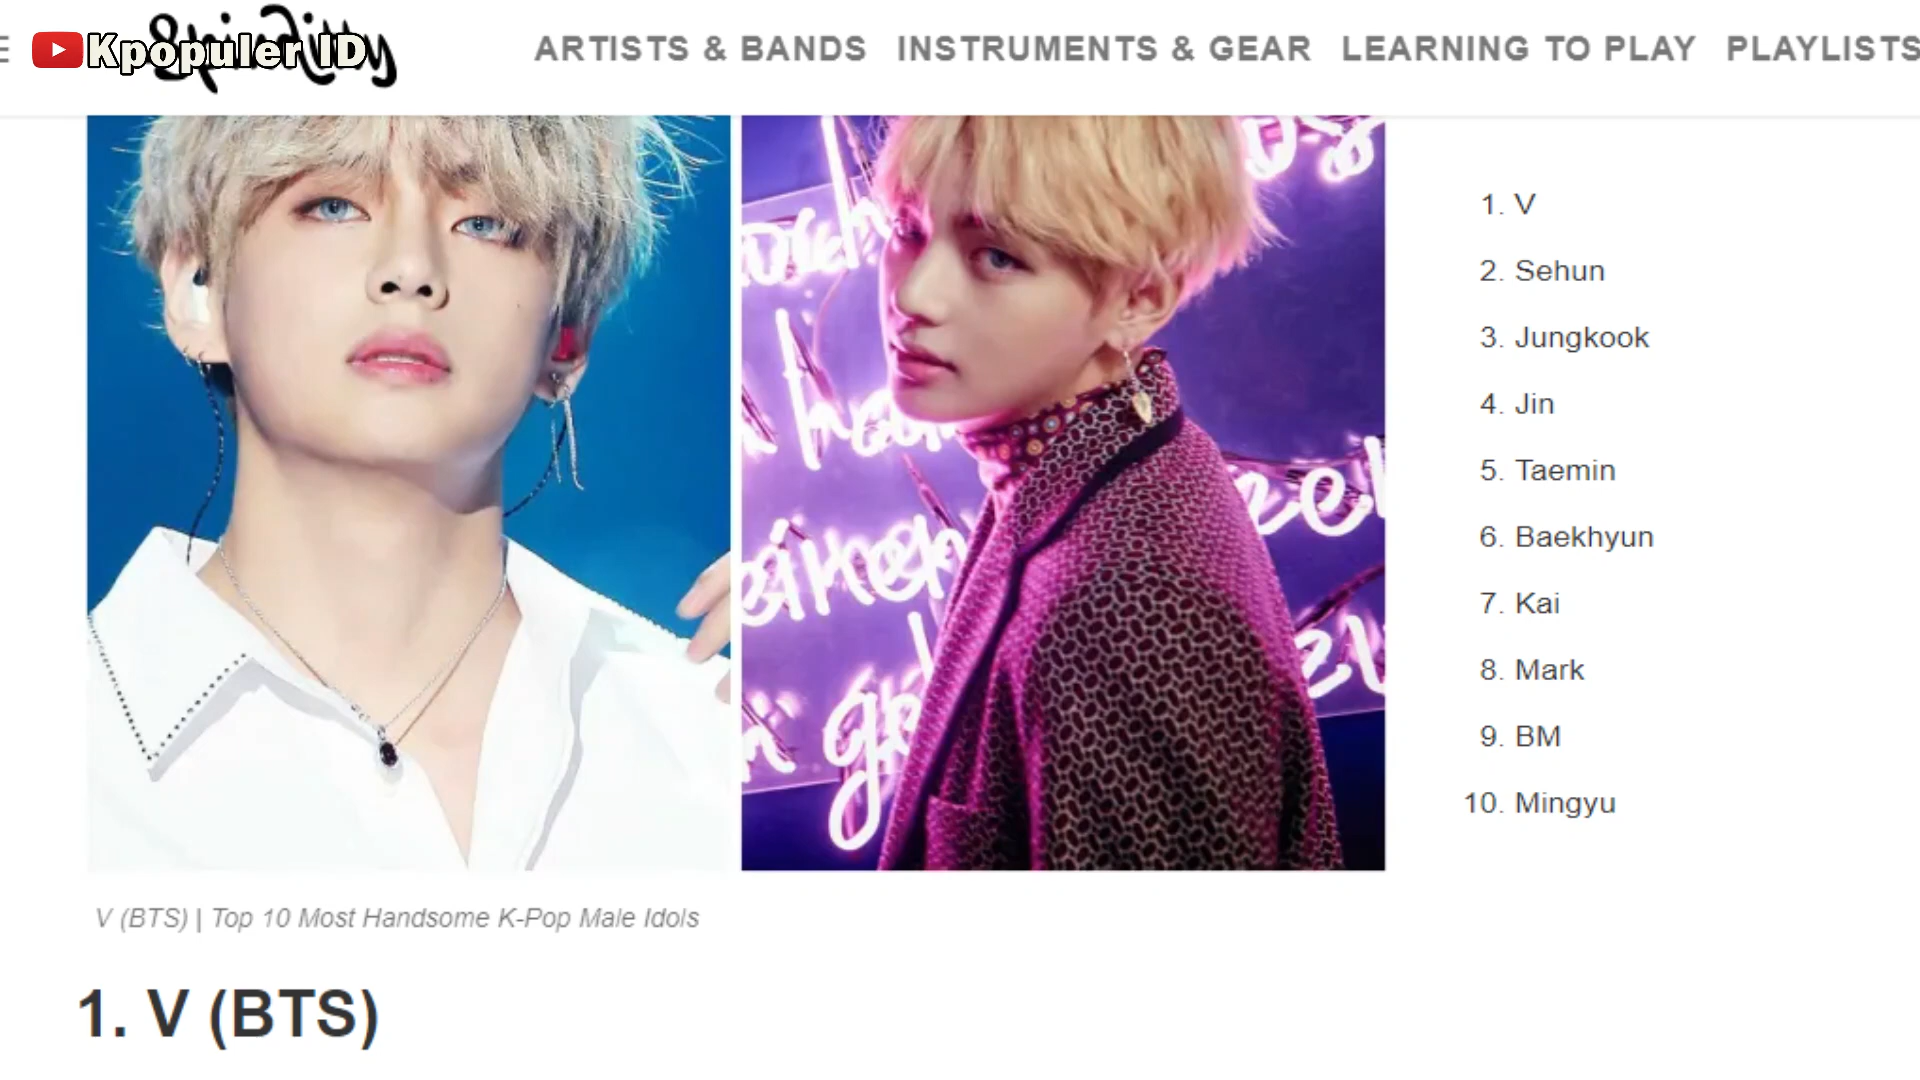 Kpopuler ID
Spinditty
ARTISTS & BANDS INSTRUMENTS & GEAR LEARNING TO PLAY PLAYLISTS
1. V
2. Sehun
3. Jungkook
4. Jin
5. Taemin
6. Baekhyun
7. Kai
8. Mark
9. BM
10. Mingyu
V (BTS) | Top 10 Most Handsome K-Pop Male Idols
1. V (BTS)